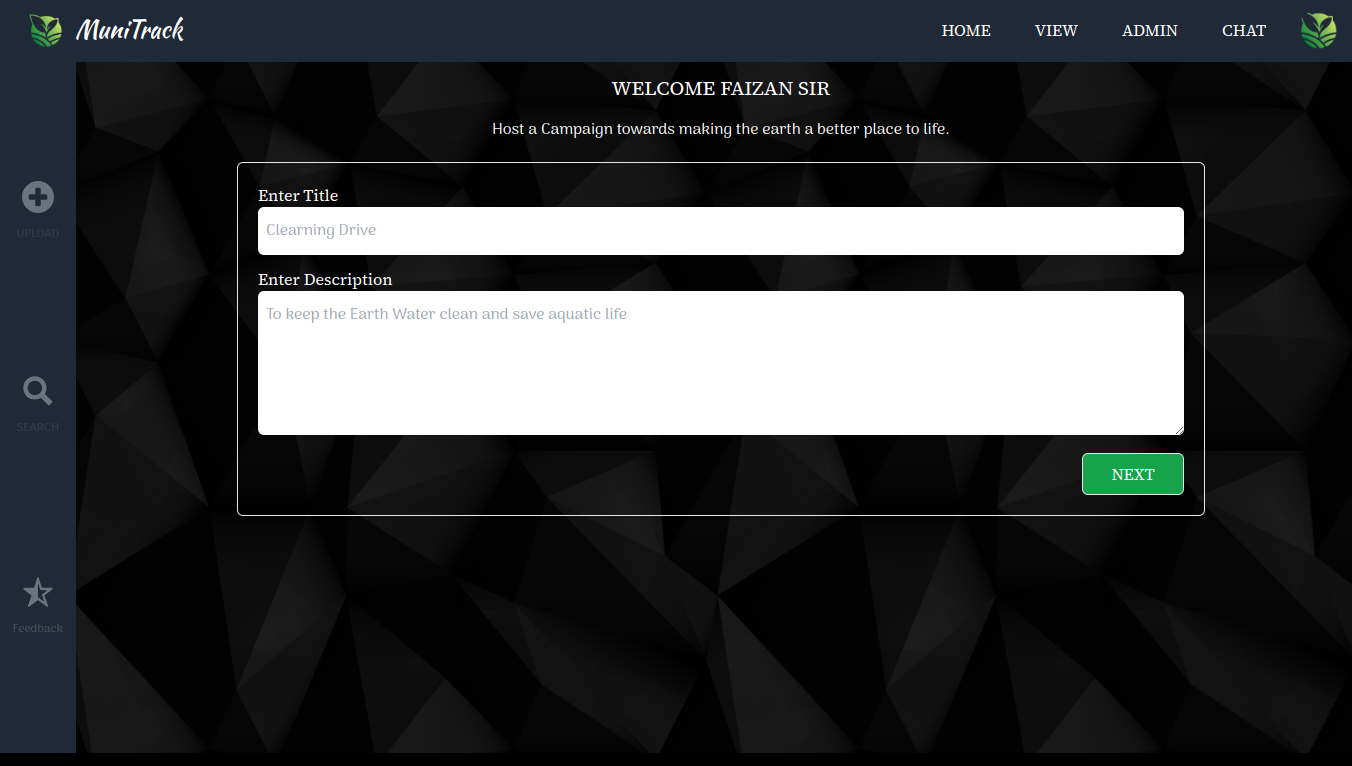 MuniTrack
HOME VIEW ADMIN CHAT
WELCOME FAIZAN SIR
Host a Campaign towards making the earth a better place to life.
Enter Title
Clearning Drive
UPLOAD
Enter Description
To keep the Earth Water clean and save aquatic life
SEARCH
NEXT
Feedback